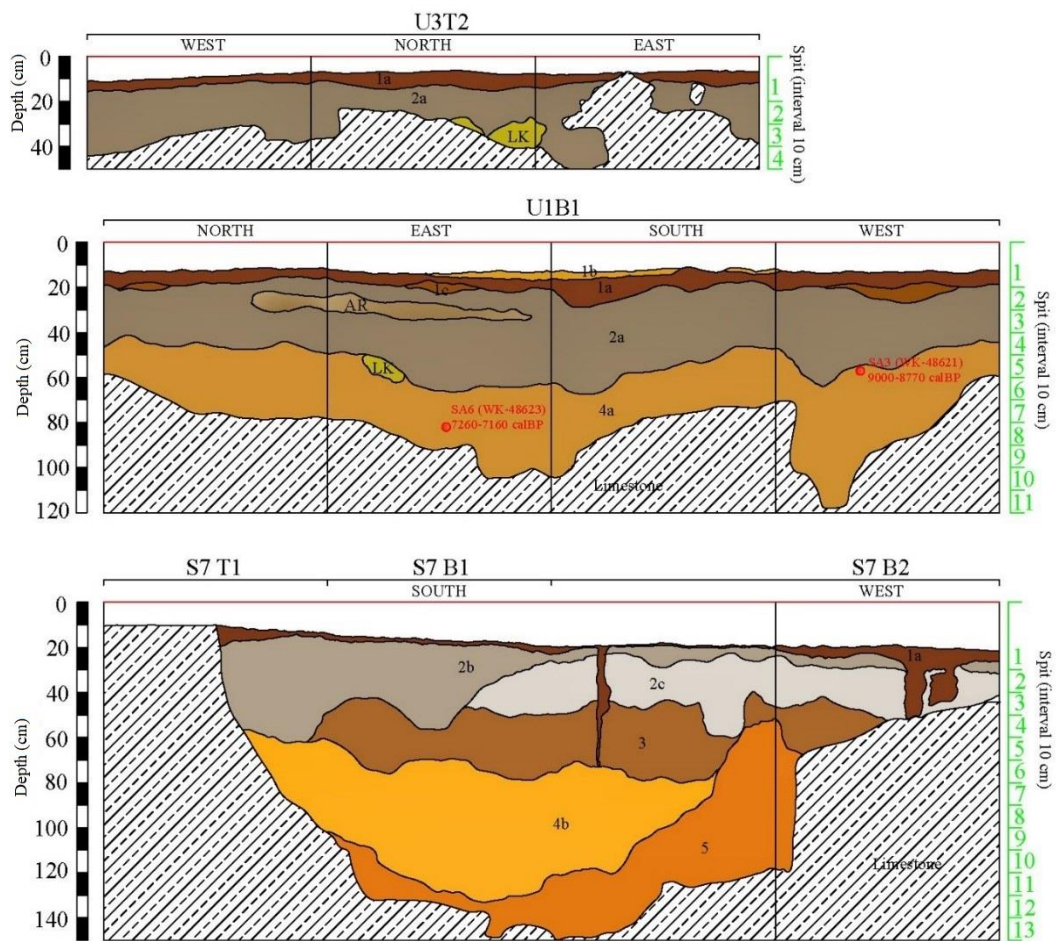 U3T2
WEST NORTH EAST
0
20
40
Depth (cm)
1a
2a
LK
1
2
3
4
Spit (interval 10 cm)
U1B1
NORTH EAST SOUTH WEST
0
20
40
60
80
100
120
Depth (cm)
1b
1c
1a
AR
2a
LK
SA3 (WK-48621)
9000-8770 calBP
SA6 (WK-48623)
7260-7160 calBP
4a
Limestone
1
2
3
4
5
6
7
8
9
10
11
Spit (interval 10 cm)
S7 T1 S7 B1 S7 B2
SOUTH WEST
0
20
40
60
80
100
120
140
Depth (cm)
1a
2b
2c
3
4b
5
Limestone
1
2
3
4
5
6
7
8
9
10
11
12
13
Spit (interval 10 cm)